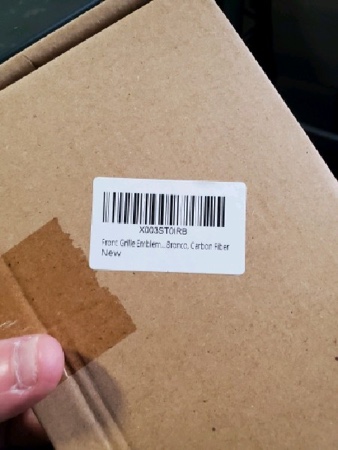 X003ST0IRB
Front Grille Emblem...Bronco, Carbon Fiber
New